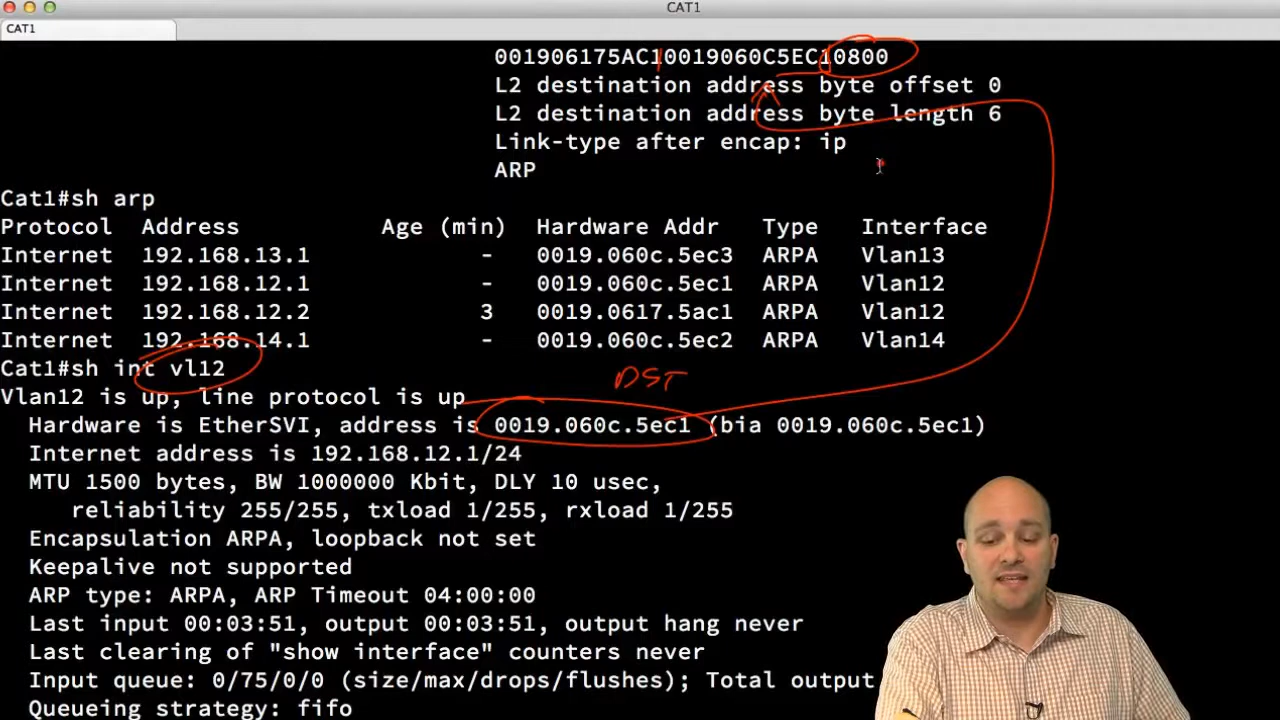 CAT1
CAT1
001906175AC10019060C5EC10800
L2 destination address byte offset 0
L2 destination address byte length 6
Link-type after encap: ip
ARP
Cat1#sh arp
Protocol Address Age (min) Hardware Addr Type Interface
Internet 192.168.13.1 - 0019.060c.5ec3 ARPA Vlan13
Internet 192.168.12.1 - 0019.060c.5ec1 ARPA Vlan12
Internet 192.168.12.2 3 0019.0617.5ac1 ARPA Vlan12
Internet 192.168.14.1 - 0019.060c.5ec2 ARPA Vlan14
Cat1#sh int vl12
DST
Vlan12 is up, line protocol is up
Hardware is EtherSVI, address is 0019.060c.5ec1 (bia 0019.060c.5ec1)
Internet address is 192.168.12.1/24
MTU 1500 bytes, BW 1000000 Kbit, DLY 10 usec,
reliability 255/255, txload 1/255, rxload 1/255
Encapsulation ARPA, loopback not set
Keepalive not supported
ARP type: ARPA, ARP Timeout 04:00:00
Last input 00:03:51, output 00:03:51, output hang never
Last clearing of "show interface" counters never
Input queue: 0/75/0/0 (size/max/drops/flushes); Total output
Queueing strategy: fifo